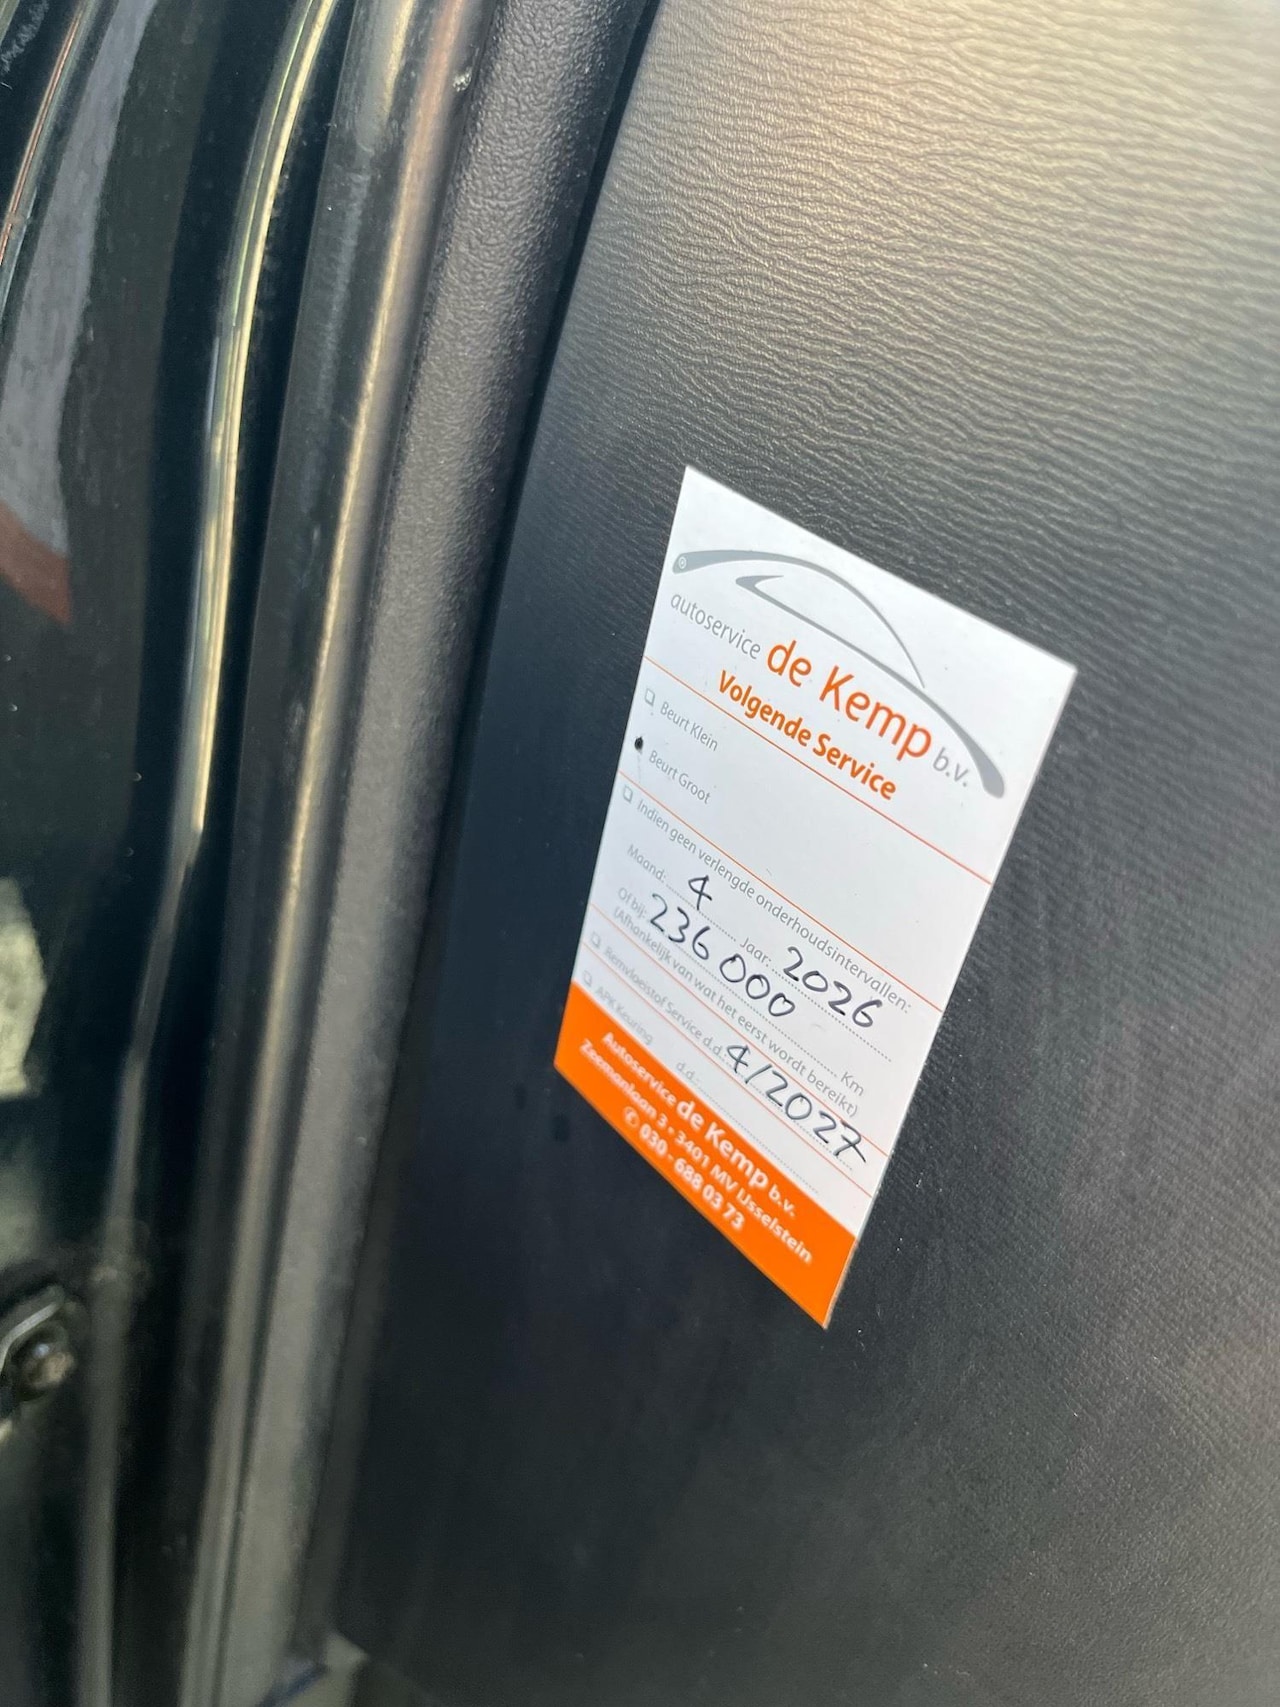 autoservice de Kemp b.v.
Volgende Service
Beurt Klein
Beurt Groot
Indien geen verlengde onderhoudsintervallen:
Maand: 4 Jaar: 2026
Of bij: 236 000 Km
(Afhankelijk van wat het eerst wordt bereikt)
Remvloeistof Service d.d.: 4/2027
APK Keuring d.d.:
Autoservice de Kemp b.v.
Zeemanlaan 3 • 3401 MV IJsselstein
✆ 030 - 688 03 73